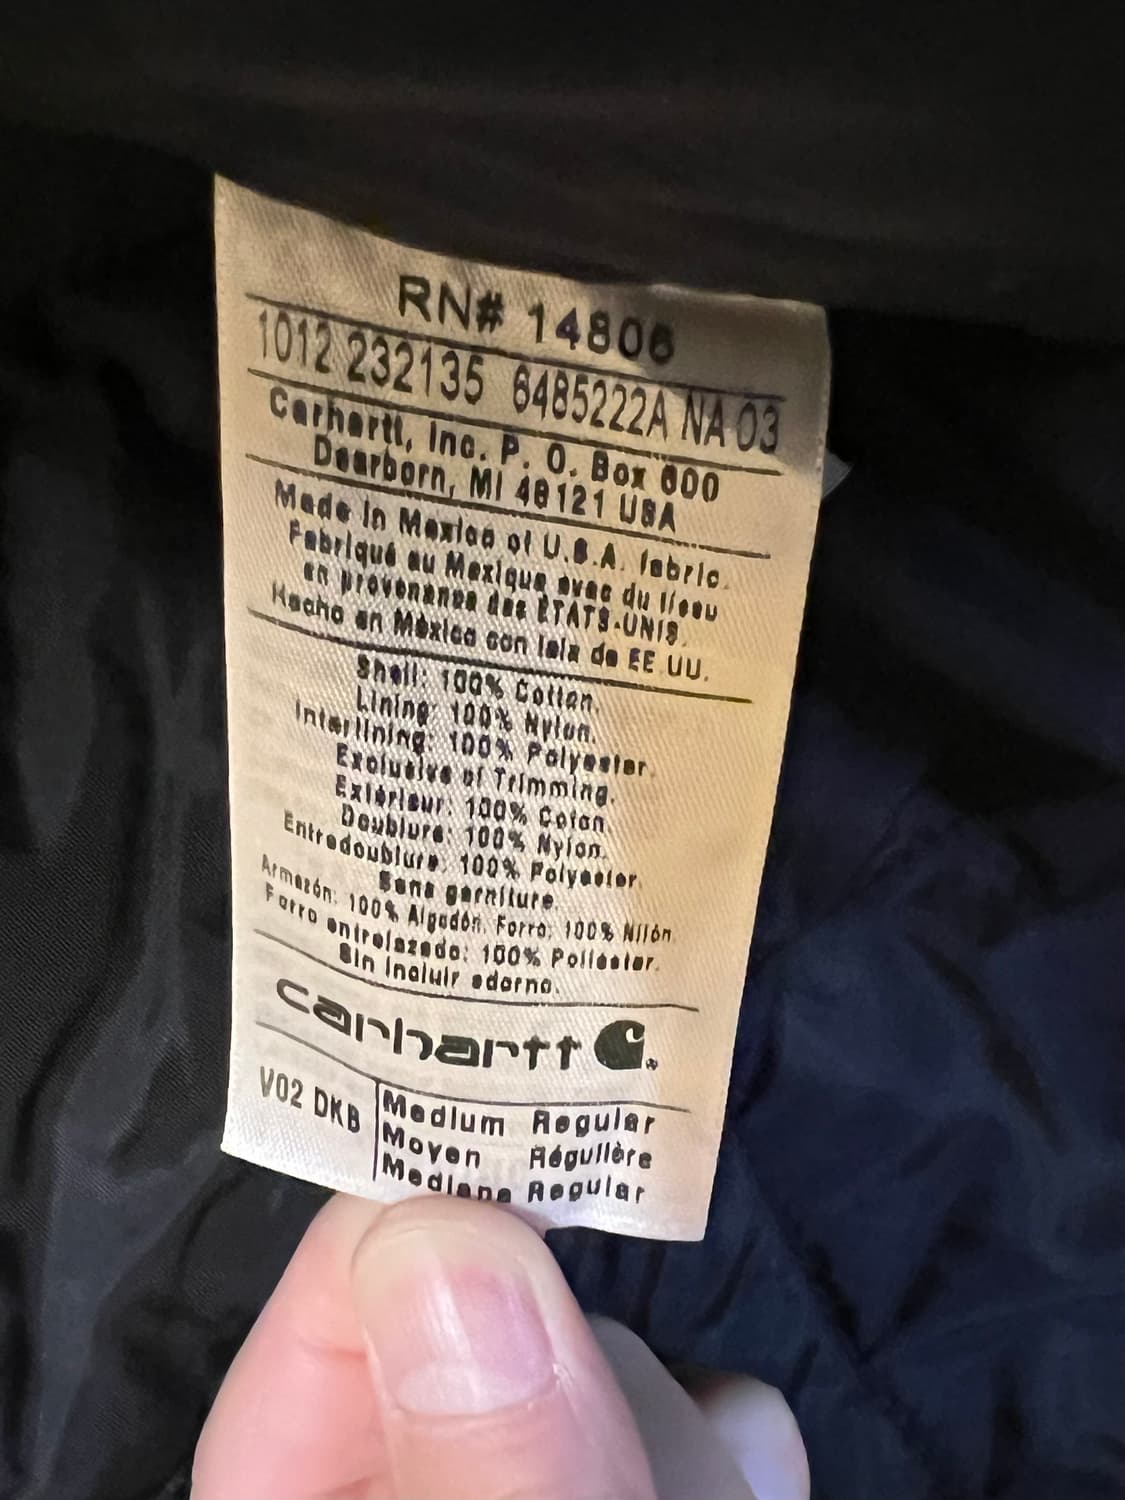 RN# 14806
1012 232135 6485222A NA 03
Carhartt, Inc. P. O. Box 600
Dearborn, MI 48121 USA
Made in Mexico of U.S.A. fabric.
Fabriqué au Mexique avec du tissu
en provenance des ÉTATS-UNIS.
Hecho en México con tela de EE.UU.
Shell: 100% Cotton.
Lining: 100% Nylon.
Interlining: 100% Polyester.
Exclusive of Trimming.
Extérieur: 100% Coton.
Doublure: 100% Nylon.
Entredoublure: 100% Polyester.
Sans garniture.
Armazón: 100% Algodón. Forro: 100% Nilón.
Forro entrelazado: 100% Poliester.
Sin incluir adorno.
carhartt
V02 DKB
Medium Regular
Moyen Régulière
Mediana Regular